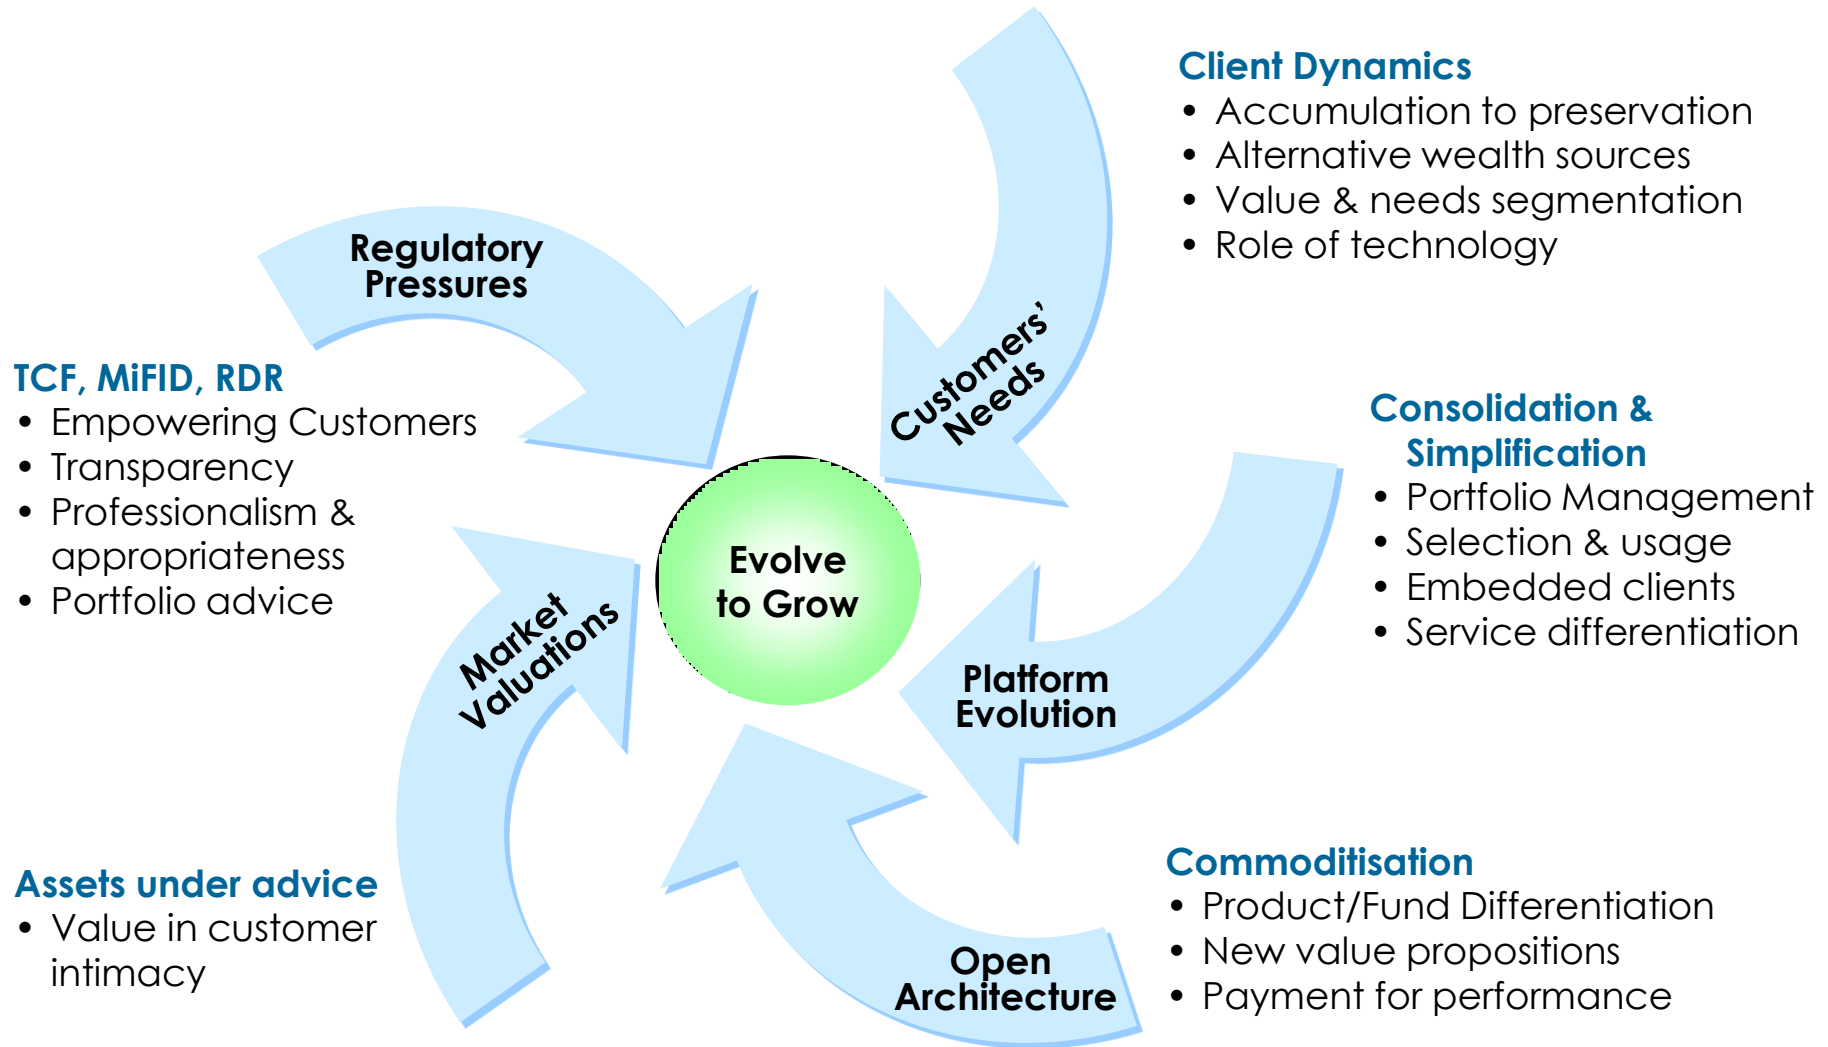 Client Dynamics
• Accumulation to preservation
• Alternative wealth sources
• Value & needs segmentation
• Role of technology
Regulatory
Pressures
Customers’
Needs
TCF, MiFID, RDR
• Empowering Customers
• Transparency
• Professionalism &
appropriateness
• Portfolio advice
Consolidation &
Simplification
• Portfolio Management
• Selection & usage
• Embedded clients
• Service differentiation
Evolve
to Grow
Market
Valuations
Platform
Evolution
Assets under advice
• Value in customer
intimacy
Open
Architecture
Commoditisation
• Product/Fund Differentiation
• New value propositions
• Payment for performance